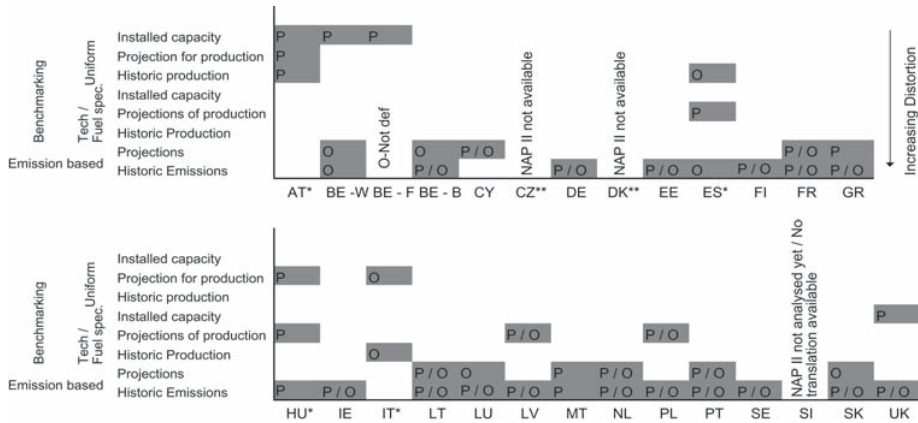 Installed capacity P P P
Projection for production P
Historic production P O
Installed capacity
Projections of production P
Historic Production
Projections O O P / O P / O P
Historic Emissions O P / O P / O P / O O P / O P / O P / O
Benchmarking
Tech / Fuel spec. Uniform
Emission based
O-Not def
NAP II not available
NAP II not available
Increasing Distortion
AT* BE -W BE - F BE - B CY CZ** DE DK** EE ES* FI FR GR
Installed capacity
Projection for production P O
Historic production
Installed capacity P
Projections of production P P / O P / O
Historic Production O
Projections P / O O P P / O P / O O
Historic Emissions P P / O P / O P / O P / O P P / O P / O P / O P / O P / O P / O
Benchmarking
Tech / Fuel spec. Uniform
Emission based
NAP II not analysed yet / No
translation available
HU* IE IT* LT LU LV MT NL PL PT SE SI SK UK